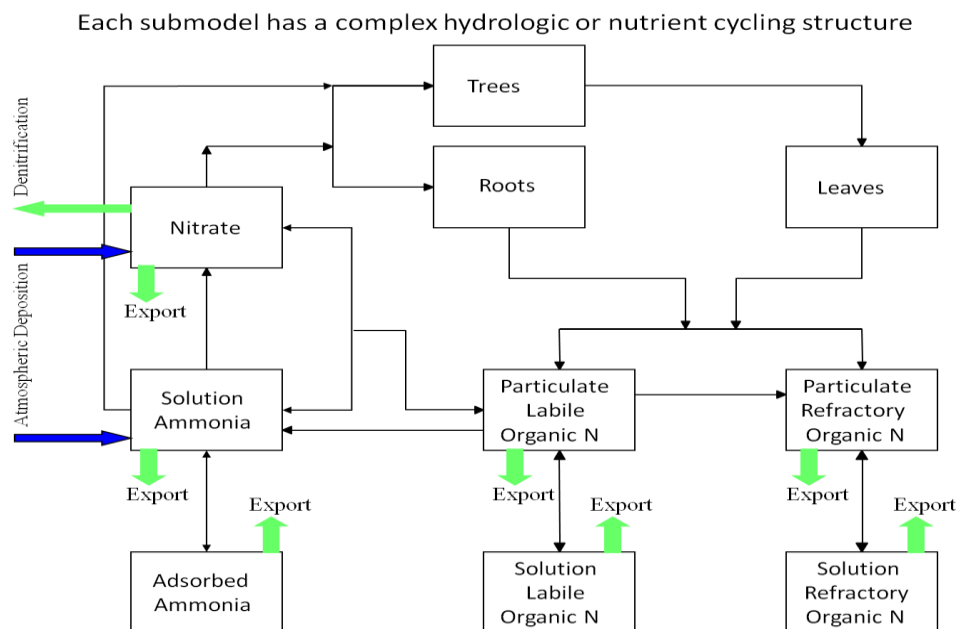 Each submodel has a complex hydrologic or nutrient cycling structure
Trees
Denitrification
Roots
Leaves
Nitrate
Atmospheric Deposition
Export
Solution
Ammonia
Particulate
Labile
Organic N
Particulate
Refractory
Organic N
Export
Export
Export
Export
Export
Export
Adsorbed
Ammonia
Solution
Labile
Organic N
Solution
Refractory
Organic N